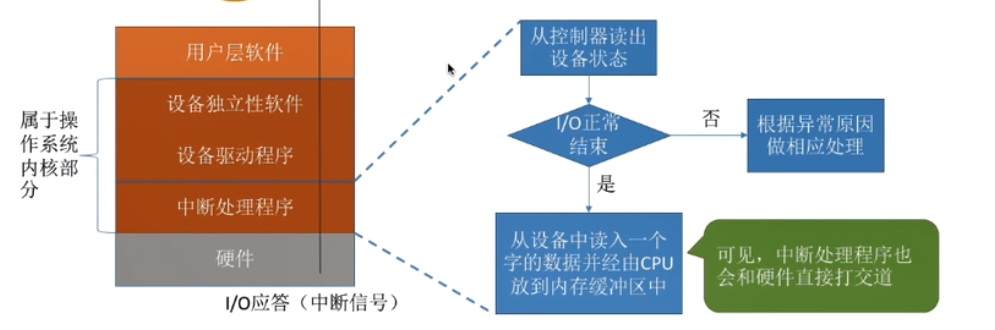 用户层软件
设备独立性软件
设备驱动程序
中断处理程序
硬件
属于操
作系统
内核部
分
I/O应答（中断信号）
从控制器读出
设备状态
I/O正常
结束
否
根据异常原因
做相应处理
是
从设备中读入一个
字的数据并经由CPU
放到内存缓冲区中
可见，中断处理程序也
会和硬件直接打交道